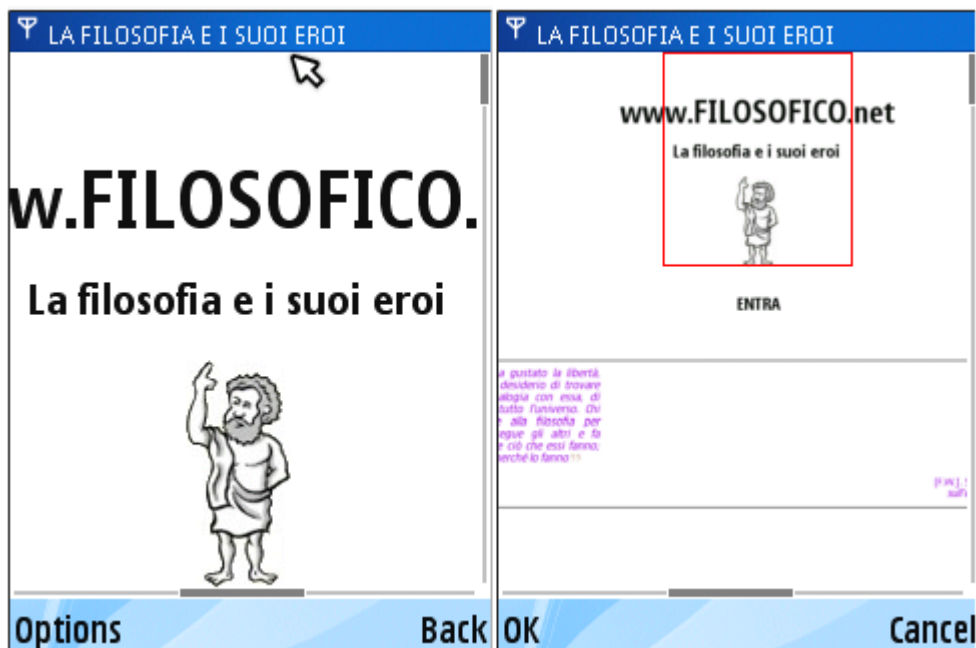 LA FILOSOFIA E I SUOI EROI
w.FILOSOFICO.
La filosofia e i suoi eroi
Options Back
LA FILOSOFIA E I SUOI EROI
www.FILOSOFICO.net
La filosofia e i suoi eroi
ENTRA
a gustato la libertà,
desiderio di trovare
alogia con essa, di
tutto l'universo. Chi
e alla filosofia per
egue gli altri e fa
e ciò che essi fanno,
perché lo fanno
OK Cancel